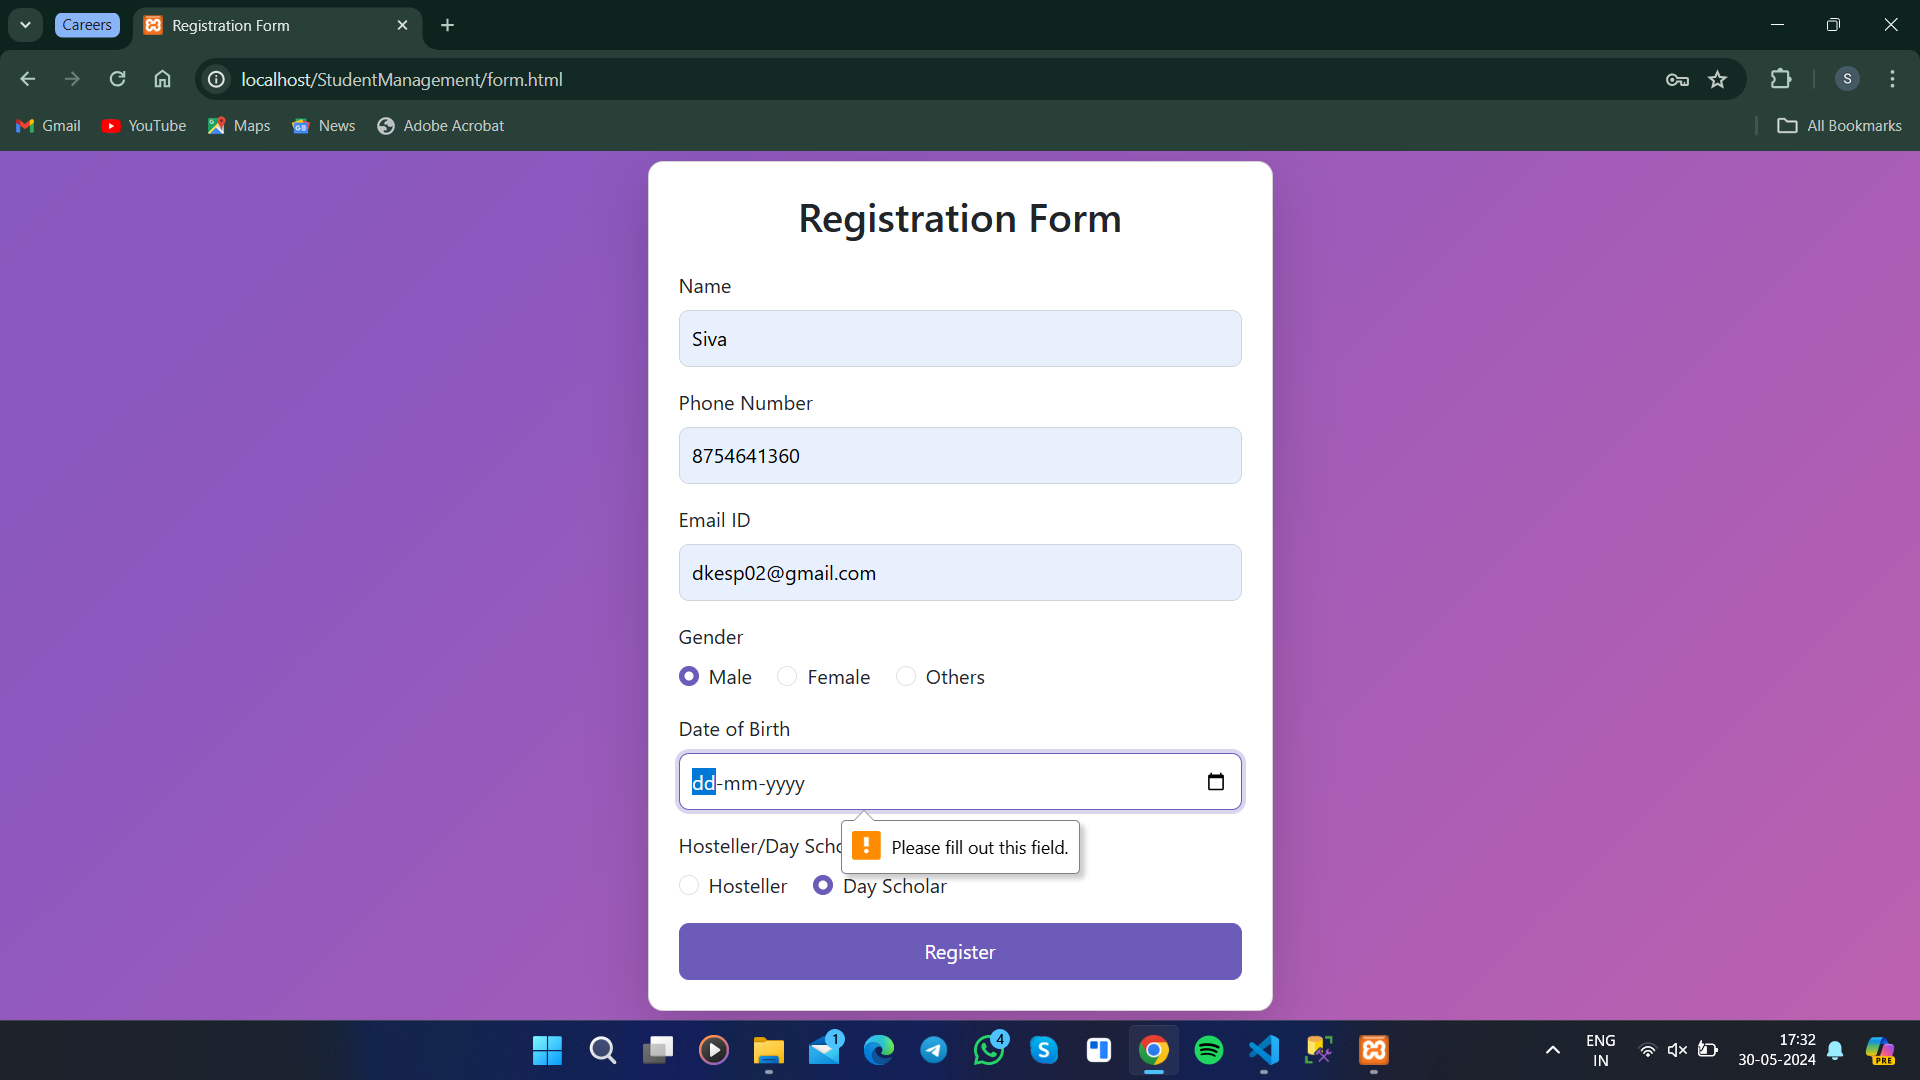 Careers
Registration Form
localhost/StudentManagement/form.html
S
Gmail
YouTube
Maps
News
Adobe Acrobat
All Bookmarks
Registration Form
Name
Siva
Phone Number
8754641360
Email ID
dkesp02@gmail.com
Gender
Male
Female
Others
Date of Birth
dd-mm-yyyy
Hosteller/Day Scho
Please fill out this field.
Hosteller
Day Scholar
Register
1
4
S
PRE
ENG
IN
17:32
30-05-2024